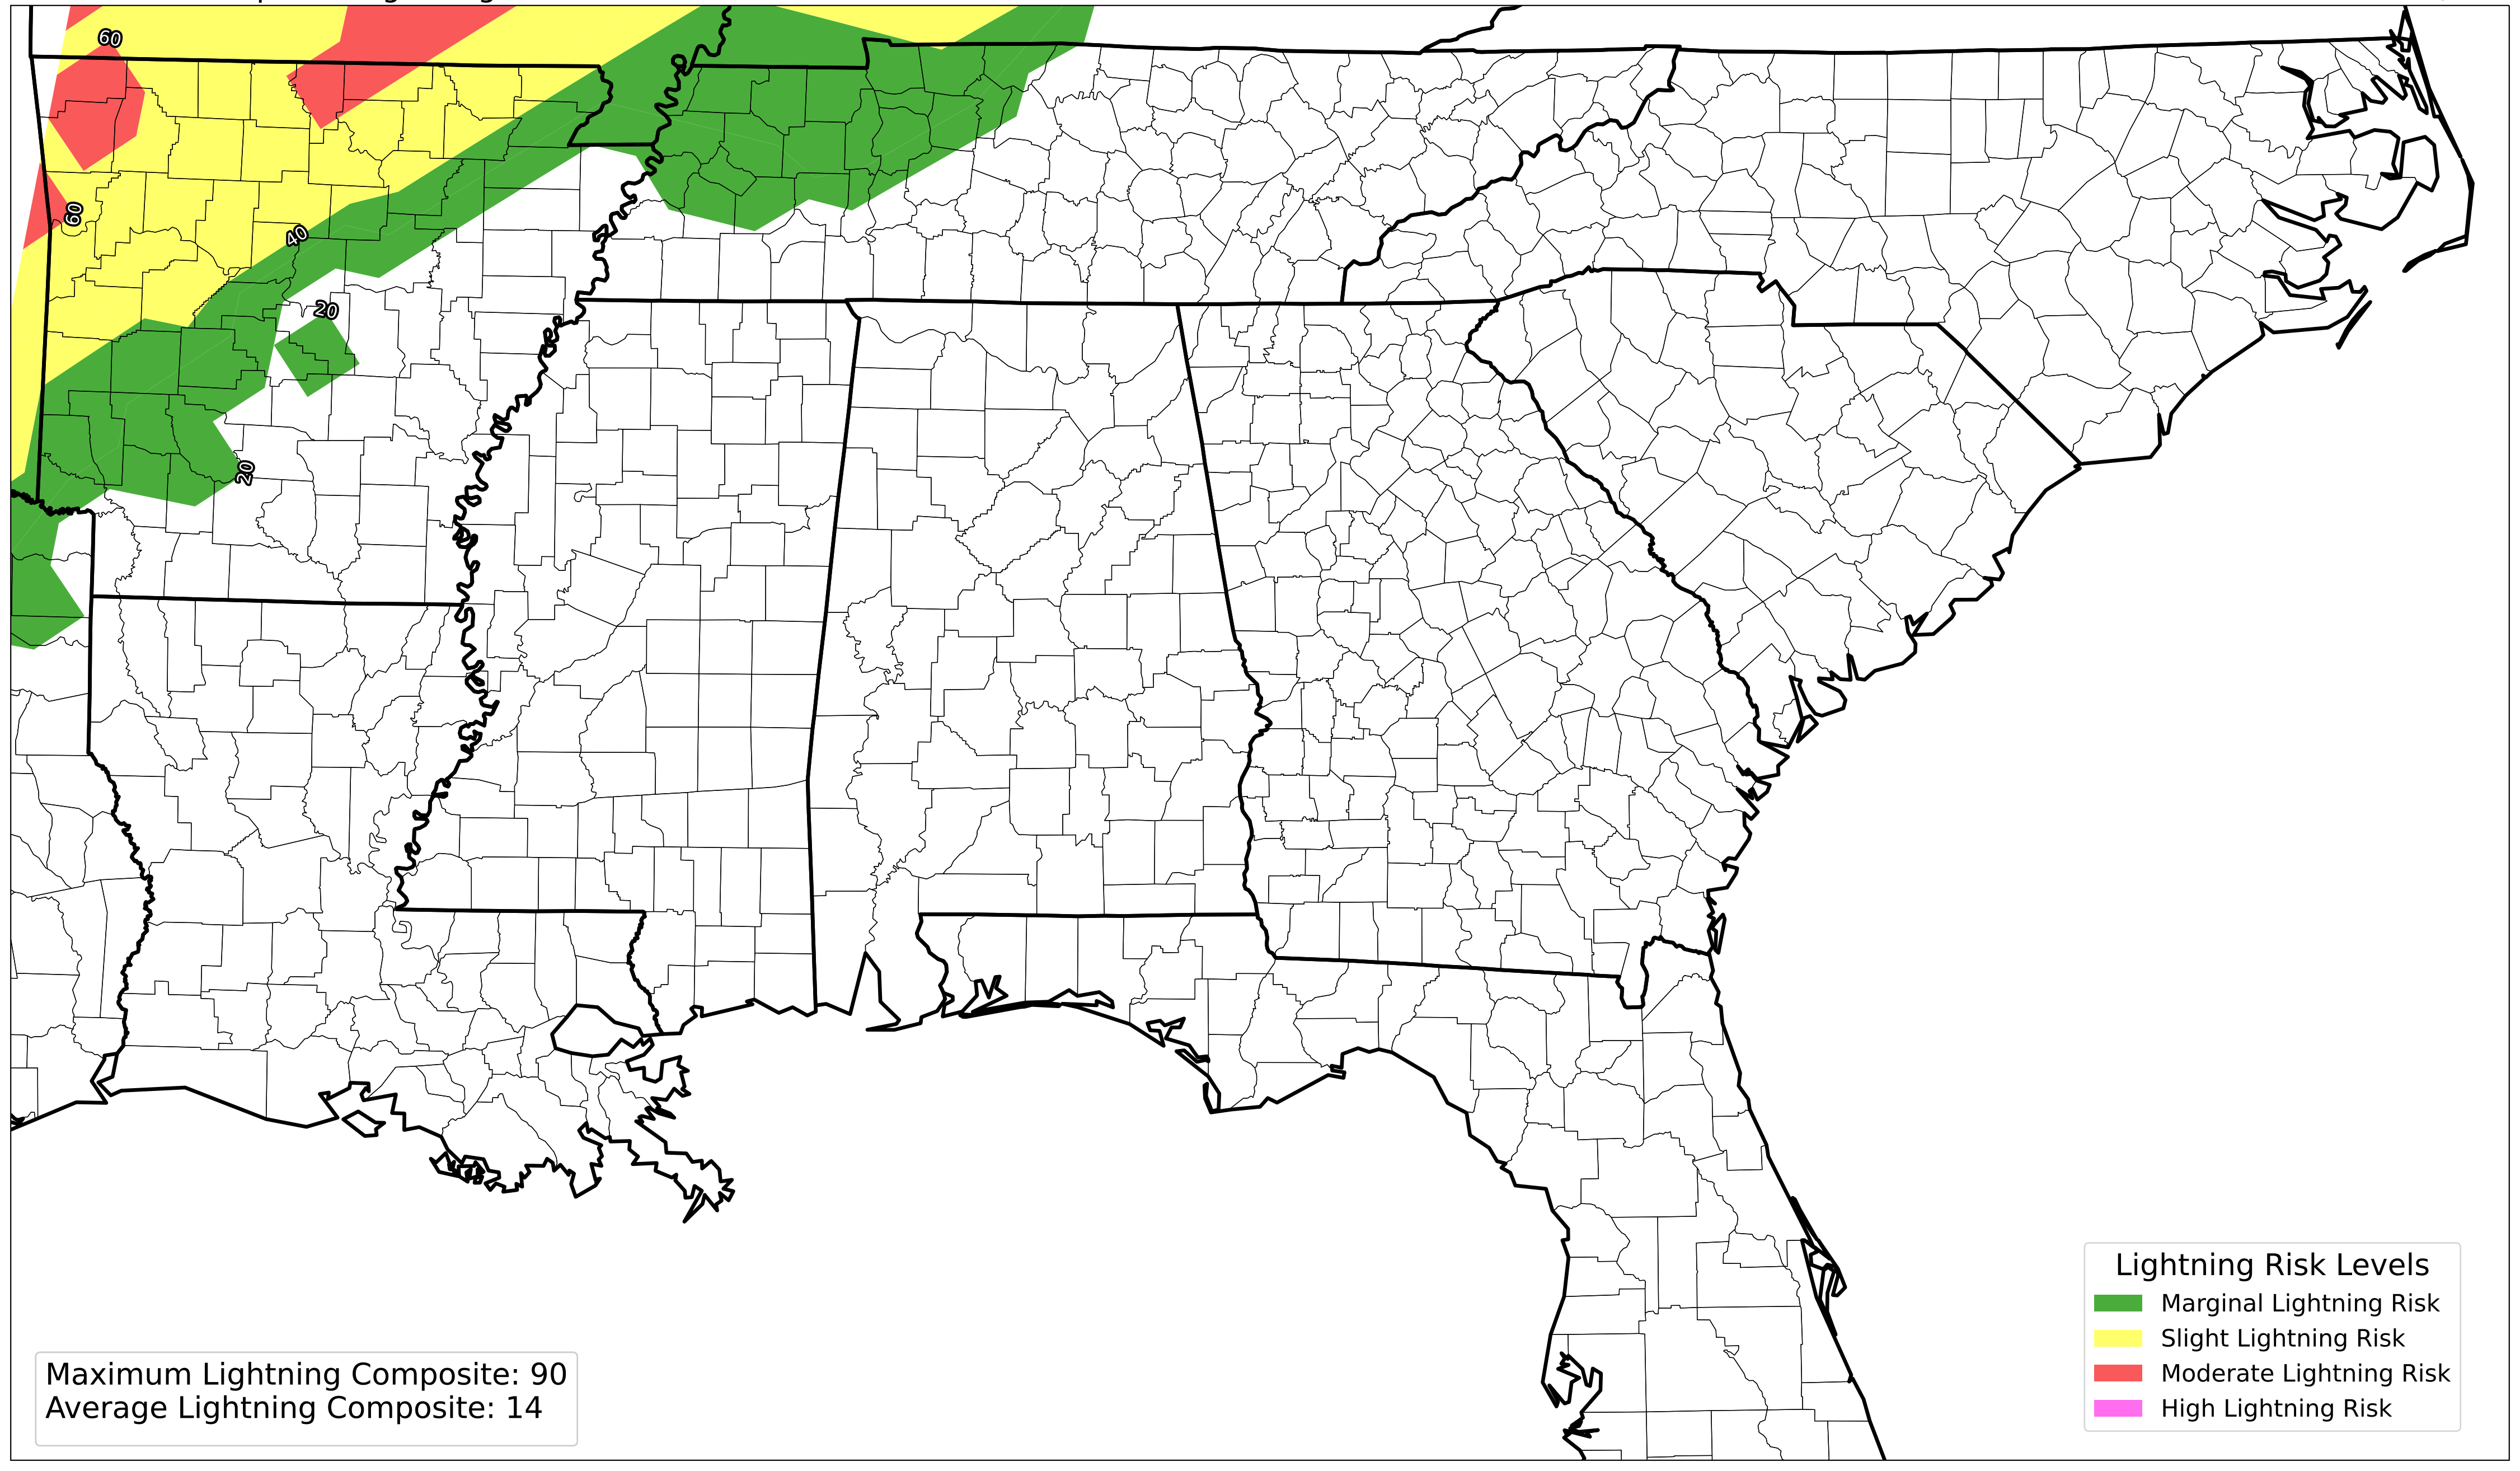 60
60
40
20
20
Lightning Risk Levels
Marginal Lightning Risk
Slight Lightning Risk
Moderate Lightning Risk
High Lightning Risk
Maximum Lightning Composite: 90
Average Lightning Composite: 14